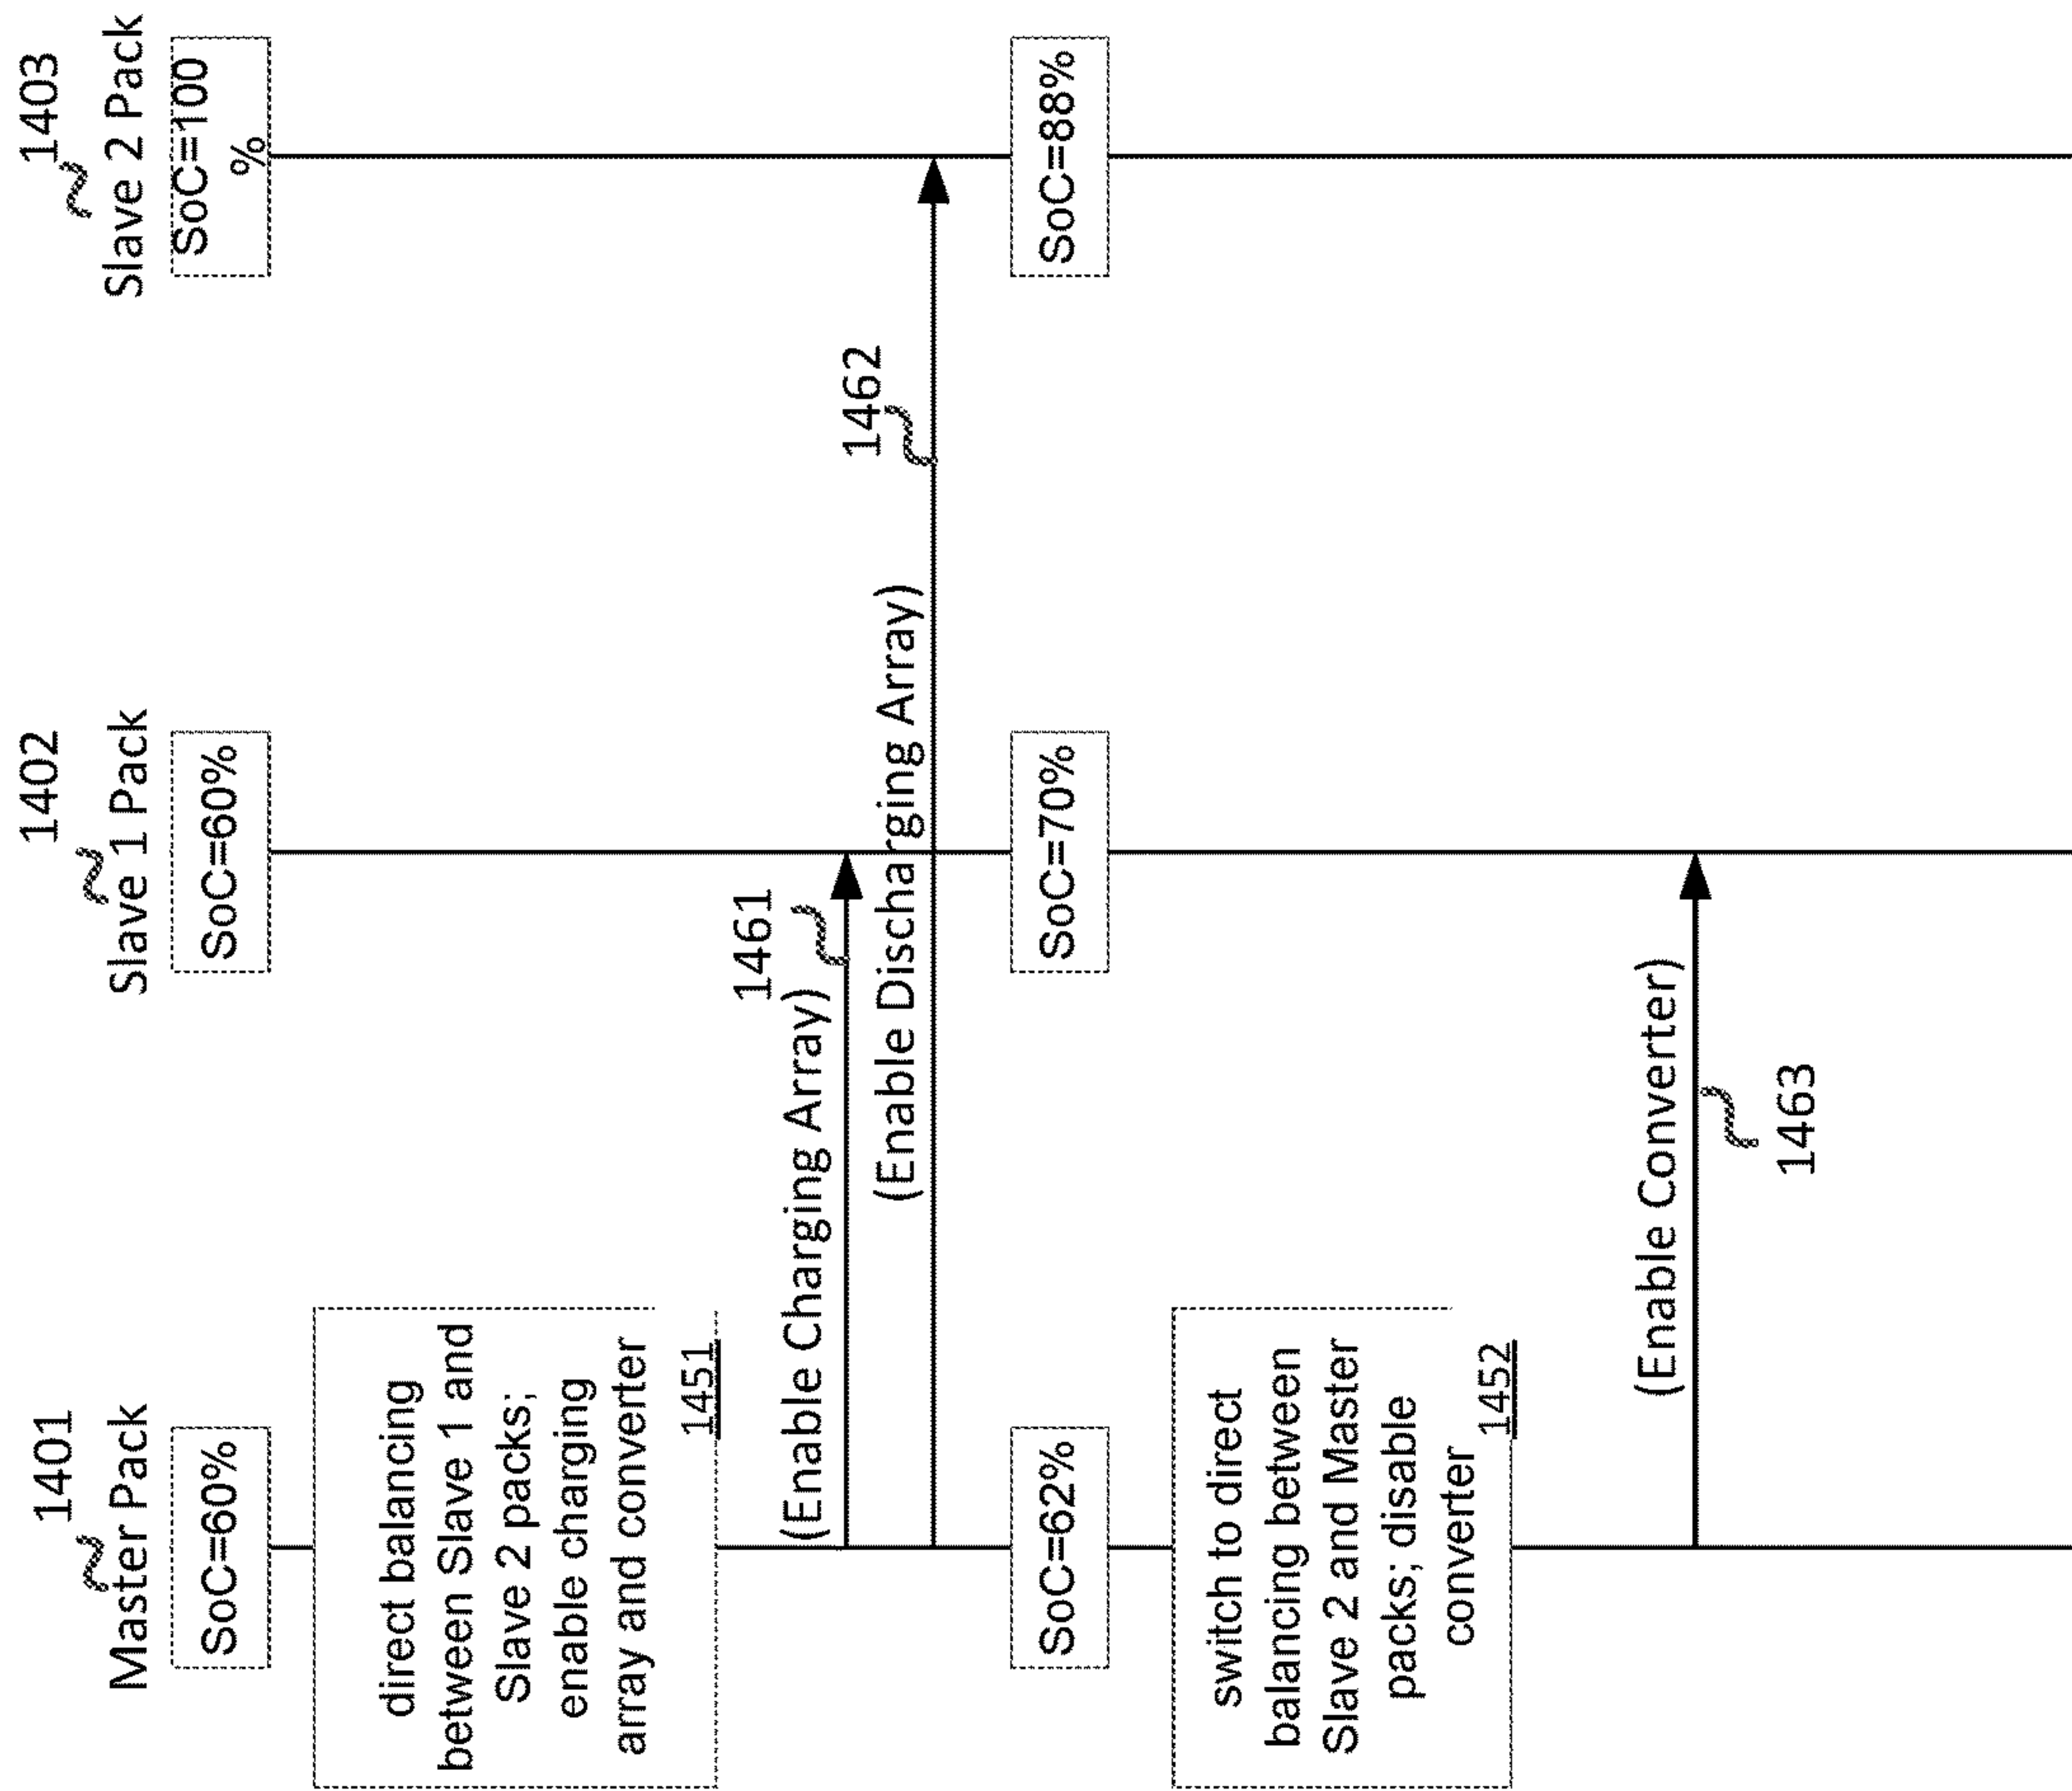 1401
Master Pack
1402
Slave 1 Pack
1403
Slave 2 Pack
SoC=60%
SoC=60%
SoC=100
%
direct balancing
between Slave 1 and
Slave 2 packs;
enable charging
array and converter
1451
1461
(Enable Charging Array)
1462
(Enable Discharging Array)
SoC=62%
SoC=70%
SoC=88%
switch to direct
balancing between
Slave 2 and Master
packs; disable
converter
1452
(Enable Converter)
1463